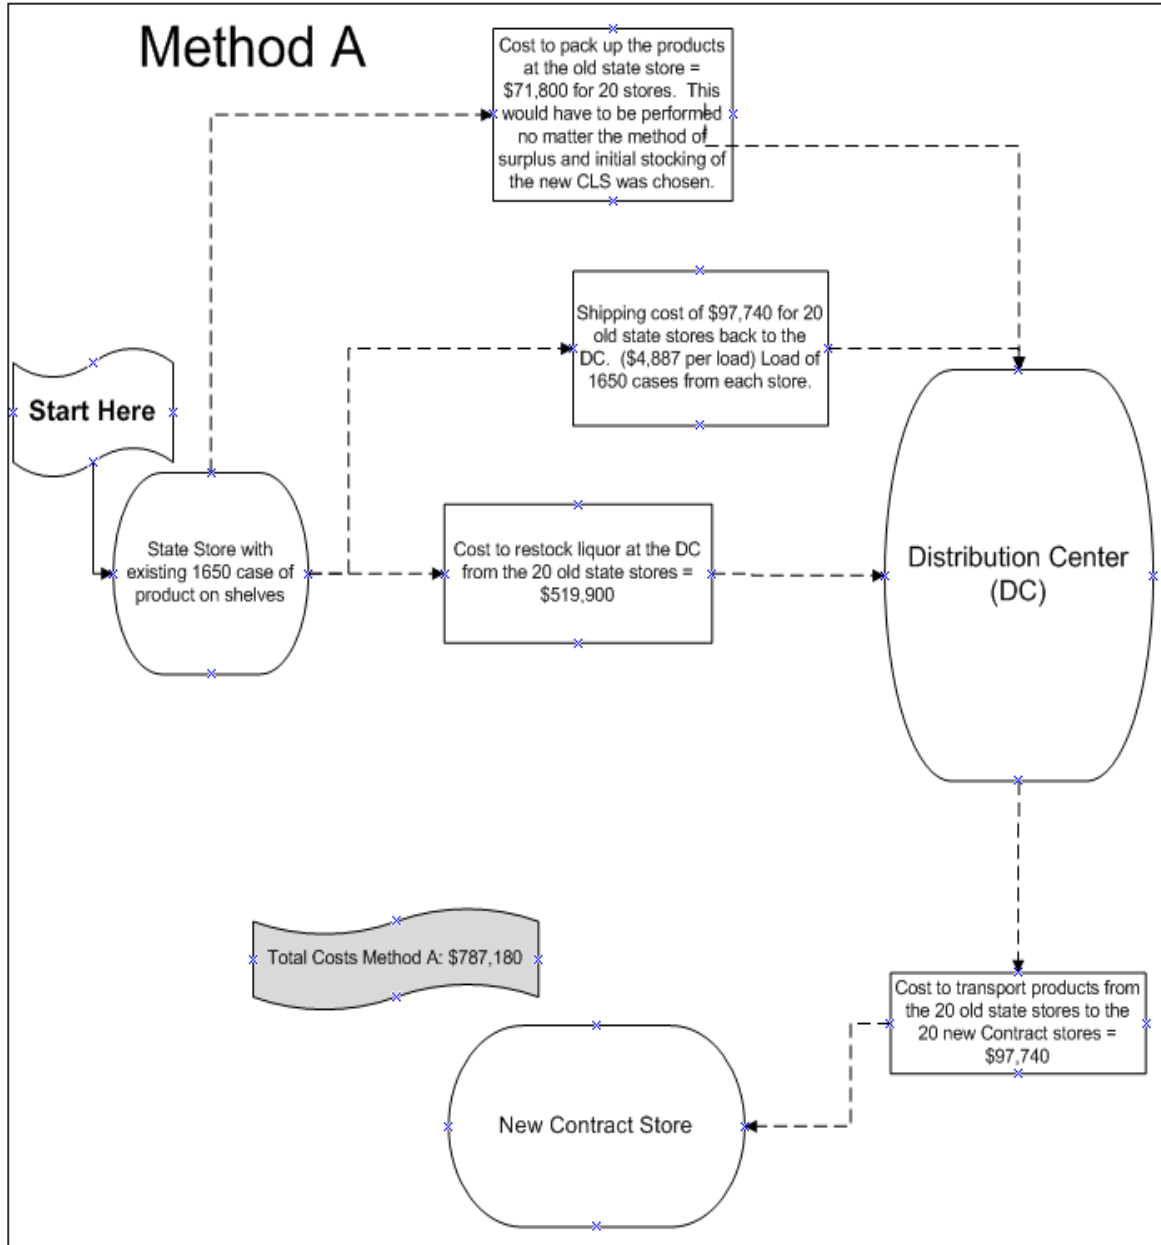 Method A
Cost to pack up the products
at the old state store =
$71,800 for 20 stores.  This
would have to be performed
no matter the method of
surplus and initial stocking of
the new CLS was chosen.
Shipping cost of $97,740 for 20
old state stores back to the
DC.  ($4,887 per load) Load of
1650 cases from each store.
Start Here
State Store with
existing 1650 case of
product on shelves
Cost to restock liquor at the DC
from the 20 old state stores =
$519,900
Distribution Center
(DC)
Total Costs Method A: $787,180
Cost to transport products from
the 20 old state stores to the
20 new Contract stores =
$97,740
New Contract Store